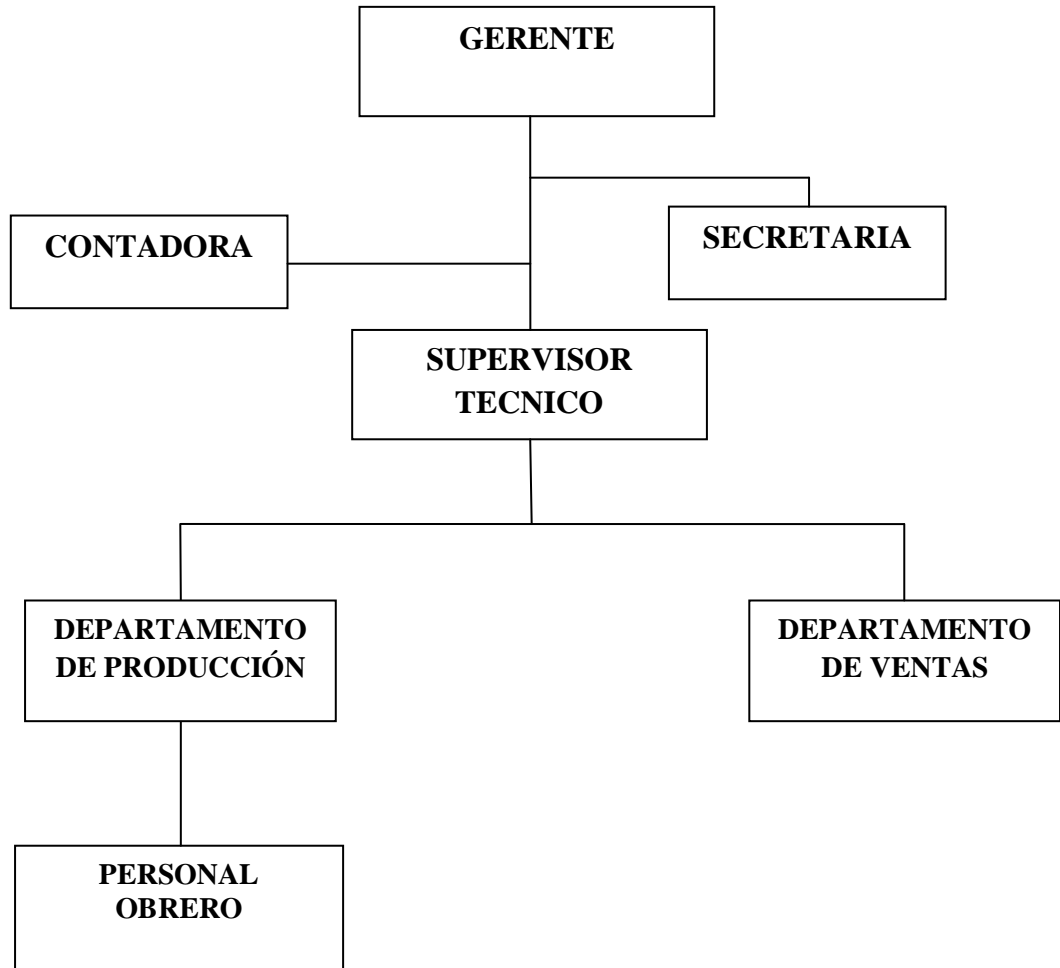 GERENTE
CONTADORA
SECRETARIA
SUPERVISOR
TECNICO
DEPARTAMENTO
DE PRODUCCIÓN
DEPARTAMENTO
DE VENTAS
PERSONAL
OBRERO